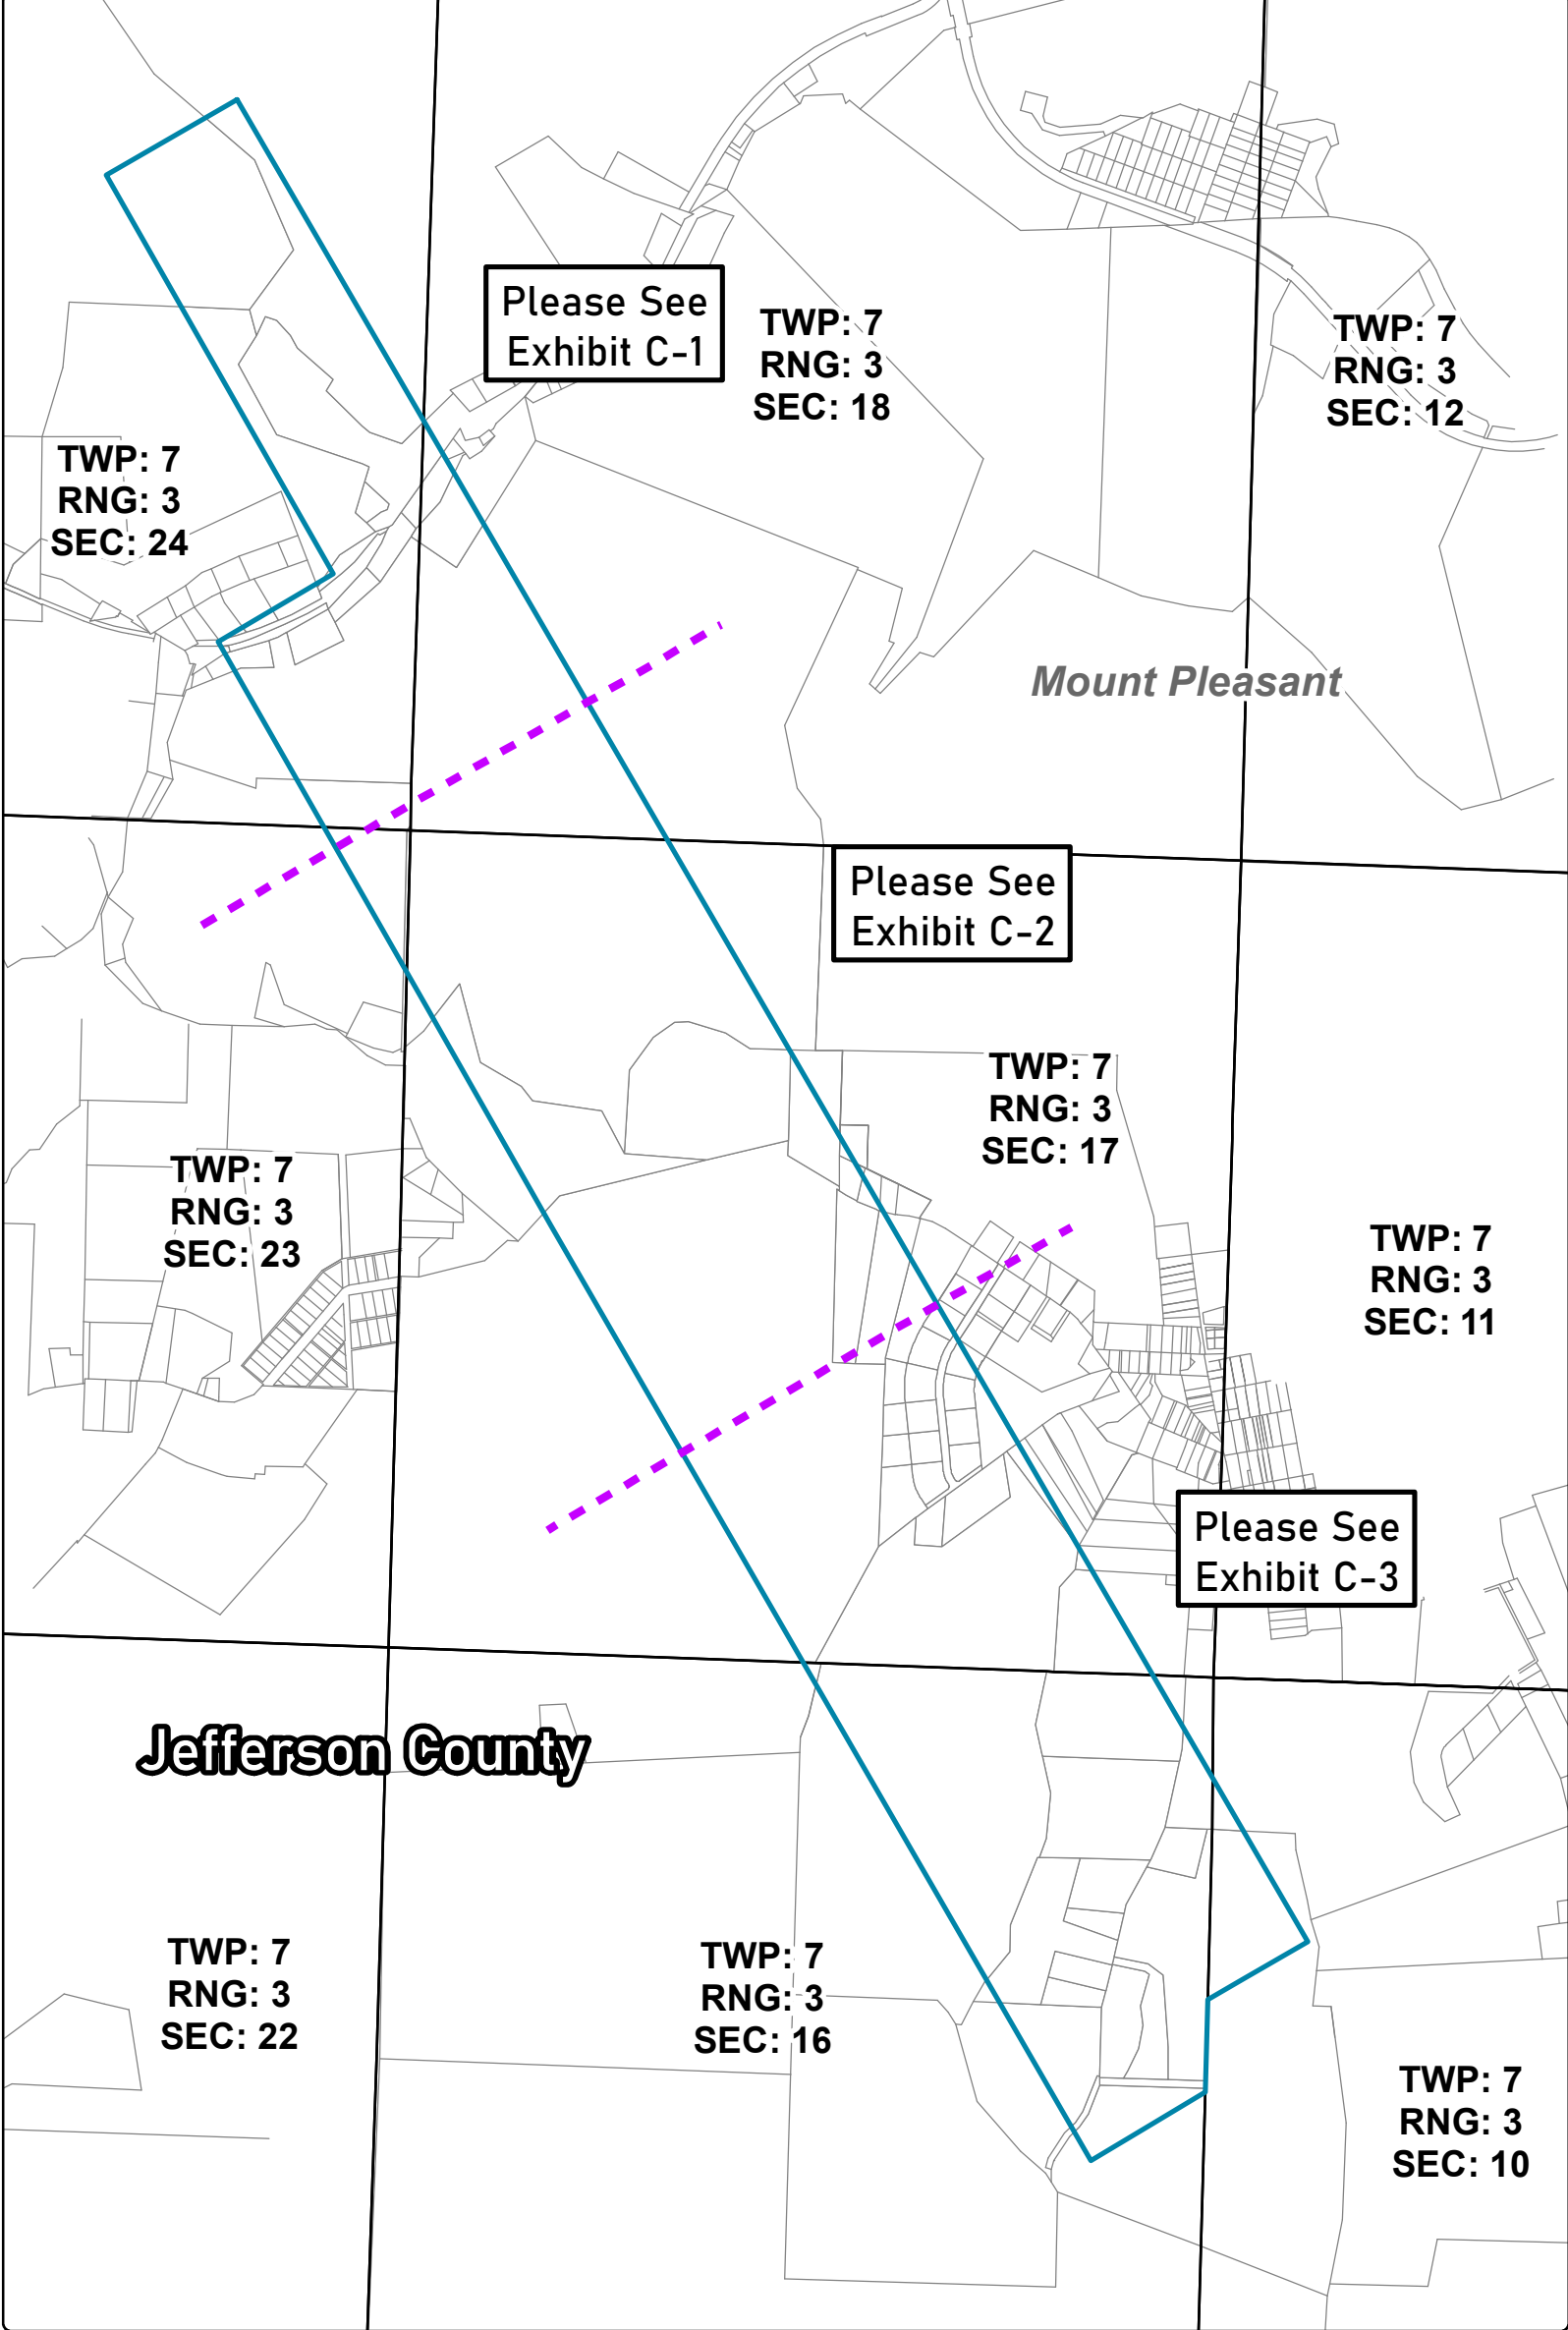 Please See
Exhibit C-1
TWP: 7
RNG: 3
SEC: 18
TWP: 7
RNG: 3
SEC: 12
TWP: 7
RNG: 3
SEC: 24
Mount Pleasant
Please See
Exhibit C-2
TWP: 7
RNG: 3
SEC: 17
TWP: 7
RNG: 3
SEC: 23
TWP: 7
RNG: 3
SEC: 11
Please See
Exhibit C-3
Jefferson County
TWP: 7
RNG: 3
SEC: 22
TWP: 7
RNG: 3
SEC: 16
TWP: 7
RNG: 3
SEC: 10